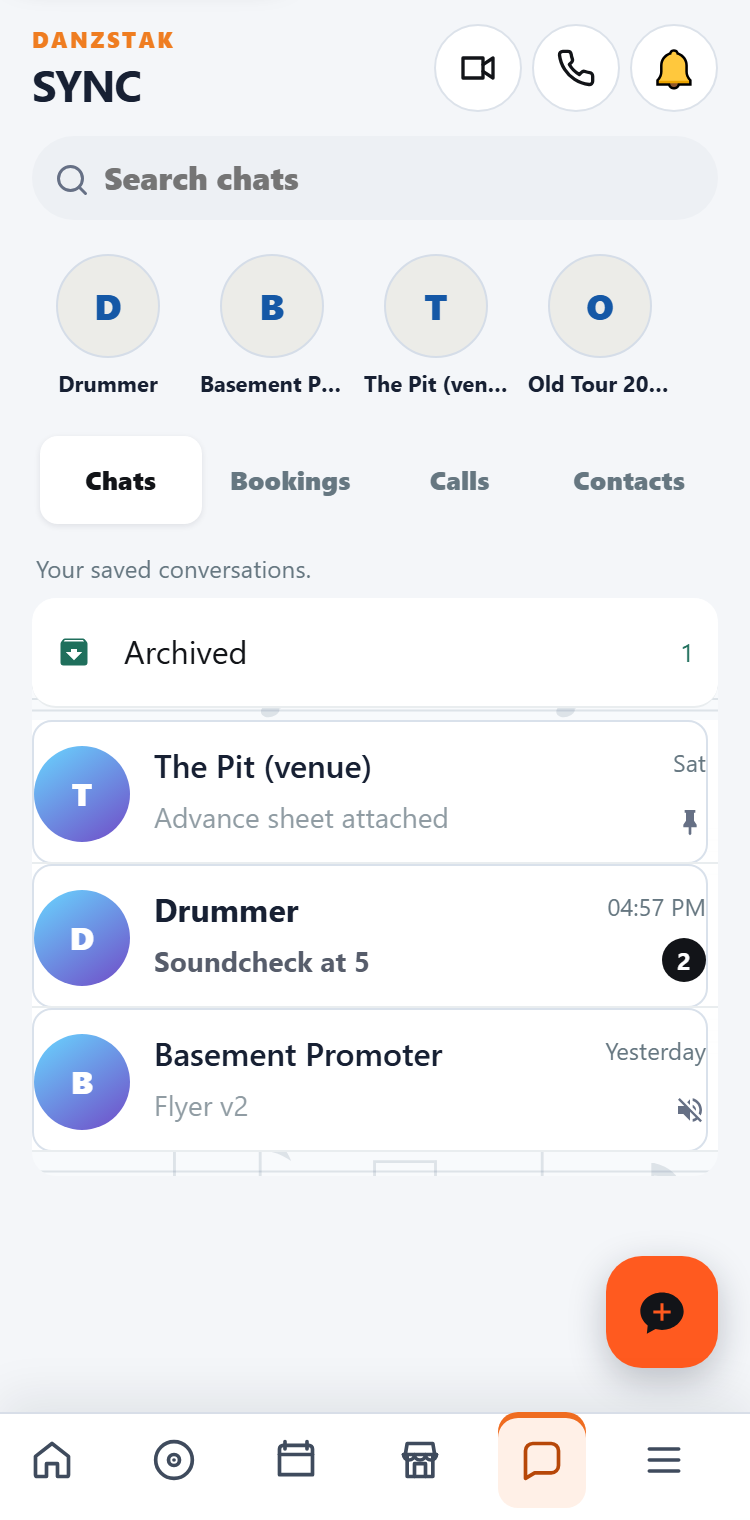 DANZSTAK
SYNC
Search chats
D
B
T
O
Drummer
Basement P...
The Pit (ven...
Old Tour 20...
Chats
Bookings
Calls
Contacts
Your saved conversations.
Archived
1
T
The Pit (venue)
Sat
Advance sheet attached
D
Drummer
04:57 PM
Soundcheck at 5
2
B
Basement Promoter
Yesterday
Flyer v2